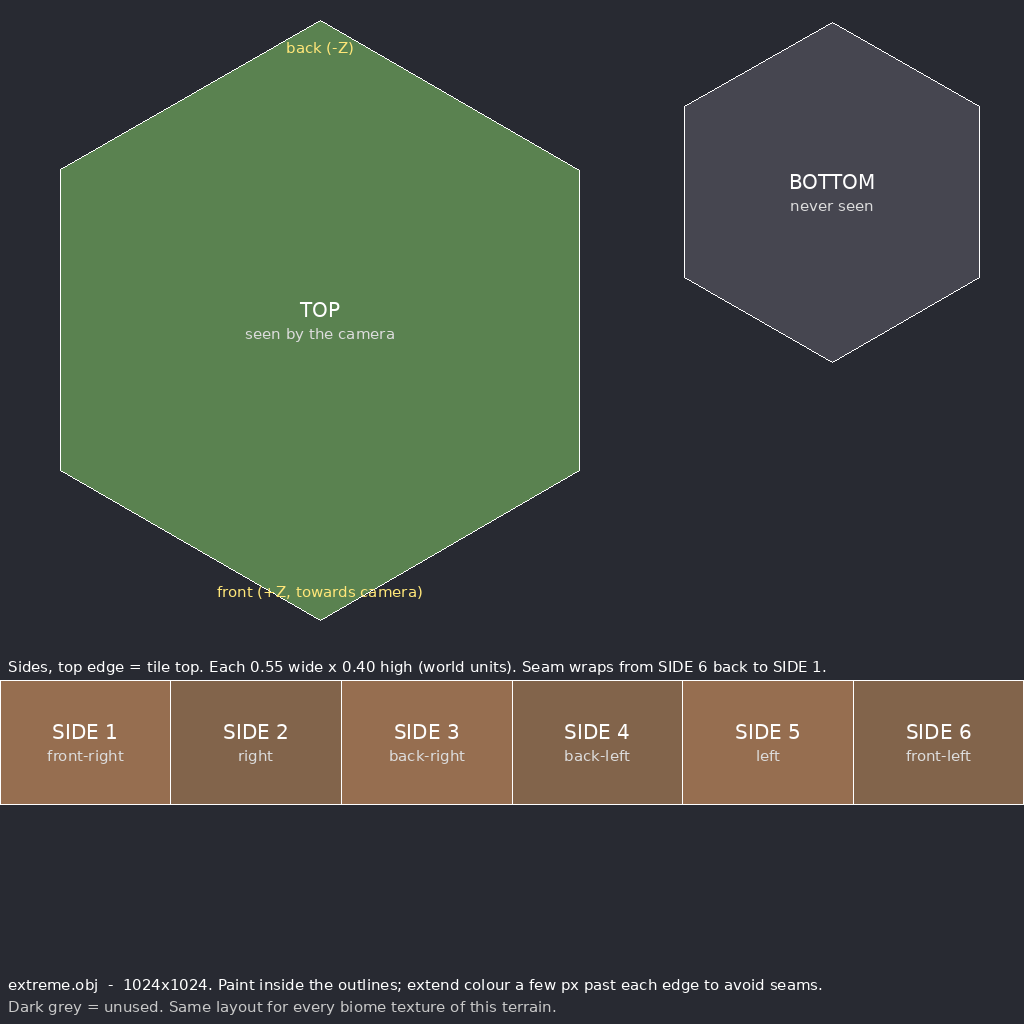 back (-Z)
TOP
seen by the camera
front (+Z, towards camera)
BOTTOM
never seen
Sides, top edge = tile top. Each 0.55 wide x 0.40 high (world units). Seam wraps from SIDE 6 back to SIDE 1.
SIDE 1
front-right
SIDE 2
right
SIDE 3
back-right
SIDE 4
back-left
SIDE 5
left
SIDE 6
front-left
extreme.obj - 1024x1024. Paint inside the outlines; extend colour a few px past each edge to avoid seams.
Dark grey = unused. Same layout for every biome texture of this terrain.